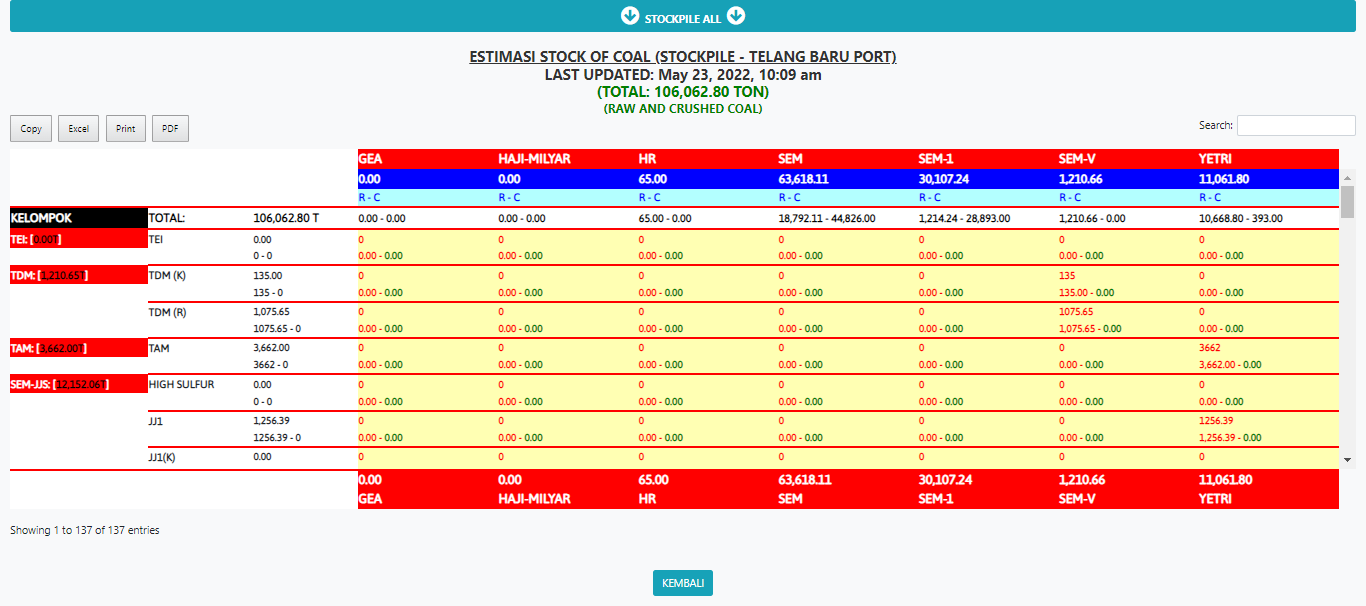 STOCKPILE ALL
ESTIMASI STOCK OF COAL (STOCKPILE - TELANG BARU PORT)
LAST UPDATED: May 23, 2022, 10:09 am
(TOTAL: 106,062.80 TON)
(RAW AND CRUSHED COAL)
Copy Excel Print PDF Search:
GEA HAJI-MILYAR HR SEM SEM-1 SEM-V YETRI
0.00 0.00 65.00 63,618.11 30,107.24 1,210.66 11,061.80
R - C R - C R - C R - C R - C R - C R - C
KELOMPOK TOTAL: 106,062.80 T 0.00 - 0.00 0.00 - 0.00 65.00 - 0.00 18,792.11 - 44,826.00 1,214.24 - 28,893.00 1,210.66 - 0.00 10,668.80 - 393.00
TEI: [0.00T] TEI 0.00 0 0 0 0 0 0 0
0 - 0 0.00 - 0.00 0.00 - 0.00 0.00 - 0.00 0.00 - 0.00 0.00 - 0.00 0.00 - 0.00 0.00 - 0.00
TDM: [1,210.65T] TDM (K) 135.00 0 0 0 0 0 135 0
135 - 0 0.00 - 0.00 0.00 - 0.00 0.00 - 0.00 0.00 - 0.00 0.00 - 0.00 135.00 - 0.00 0.00 - 0.00
TDM (R) 1,075.65 0 0 0 0 0 1075.65 0
1075.65 - 0 0.00 - 0.00 0.00 - 0.00 0.00 - 0.00 0.00 - 0.00 0.00 - 0.00 1,075.65 - 0.00 0.00 - 0.00
TAM: [3,662.00T] TAM 3,662.00 0 0 0 0 0 0 3662
3662 - 0 0.00 - 0.00 0.00 - 0.00 0.00 - 0.00 0.00 - 0.00 0.00 - 0.00 0.00 - 0.00 3,662.00 - 0.00
SEM-JJS: [12,152.06T] HIGH SULFUR 0.00 0 0 0 0 0 0 0
0 - 0 0.00 - 0.00 0.00 - 0.00 0.00 - 0.00 0.00 - 0.00 0.00 - 0.00 0.00 - 0.00 0.00 - 0.00
JJ1 1,256.39 0 0 0 0 0 0 1256.39
1256.39 - 0 0.00 - 0.00 0.00 - 0.00 0.00 - 0.00 0.00 - 0.00 0.00 - 0.00 0.00 - 0.00 1,256.39 - 0.00
JJ1(K) 0.00 0 0 0 0 0 0 0
0.00 0.00 65.00 63,618.11 30,107.24 1,210.66 11,061.80
GEA HAJI-MILYAR HR SEM SEM-1 SEM-V YETRI
Showing 1 to 137 of 137 entries
KEMBALI